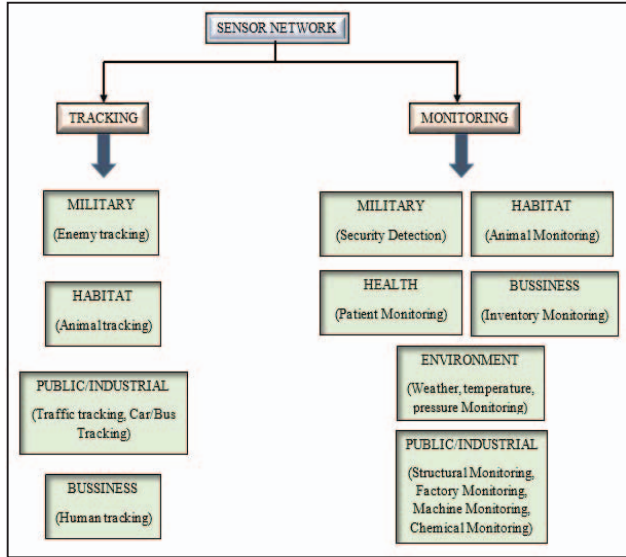 SENSOR NETWORK
TRACKING
MILITARY
(Enemy tracking)
HABITAT
(Animal tracking)
PUBLIC/INDUSTRIAL
(Traffic tracking, Car/Bus
Tracking)
BUSSINESS
(Human tracking)
MONITORING
MILITARY
(Security Detection)
HABITAT
(Animal Monitoring)
HEALTH
(Patient Monitoring)
BUSSINESS
(Inventory Monitoring)
ENVIRONMENT
(Weather, temperature,
pressure Monitoring)
PUBLIC/INDUSTRIAL
(Structural Monitoring,
Factory Monitoring,
Machine Monitoring,
Chemical Monitoring)